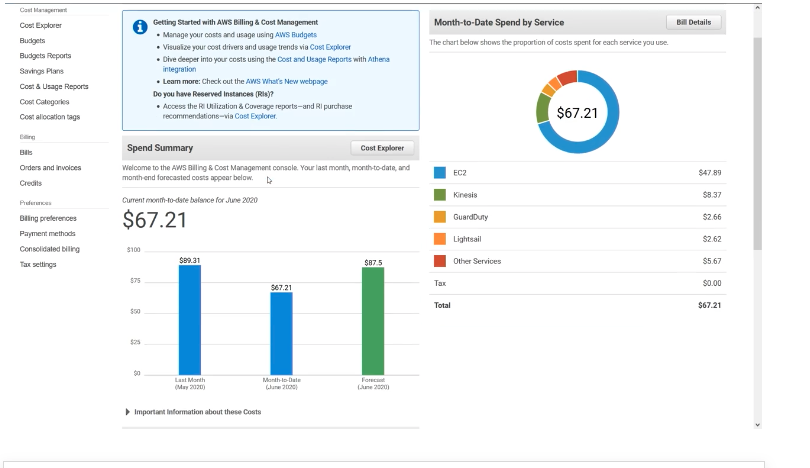 Cost Management
Cost Explorer
Budgets
Budgets Reports
Savings Plans
Cost & Usage Reports
Cost Categories
Cost allocation tags
Billing
Bills
Orders and invoices
Credits
Preferences
Billing preferences
Payment methods
Consolidated billing
Tax settings
Getting Started with AWS Billing & Cost Management
• Manage your costs and usage using AWS Budgets
• Visualize your cost drivers and usage trends via Cost Explorer
• Dive deeper into your costs using the Cost and Usage Reports with Athena
integration
• Learn more: Check out the AWS What's New webpage
Do you have Reserved Instances (RIs)?
• Access the RI Utilization & Coverage reports—and RI purchase
recommendations—via Cost Explorer.
Spend Summary
Cost Explorer
Welcome to the AWS Billing & Cost Management console. Your last month, month-to-date, and
month-end forecasted costs appear below.
Current month-to-date balance for June 2020
$67.21
$100
$75
$50
$25
$0
$89.31
$67.21
$87.5
Last Month
(May 2020)
Month-to-Date
(June 2020)
Forecast
(June 2020)
Important Information about these Costs
Month-to-Date Spend by Service
Bill Details
The chart below shows the proportion of costs spent for each service you use.
$67.21
EC2 $47.89
Kinesis $8.37
GuardDuty $2.66
Lightsail $2.62
Other Services $5.67
Tax $0.00
Total $67.21